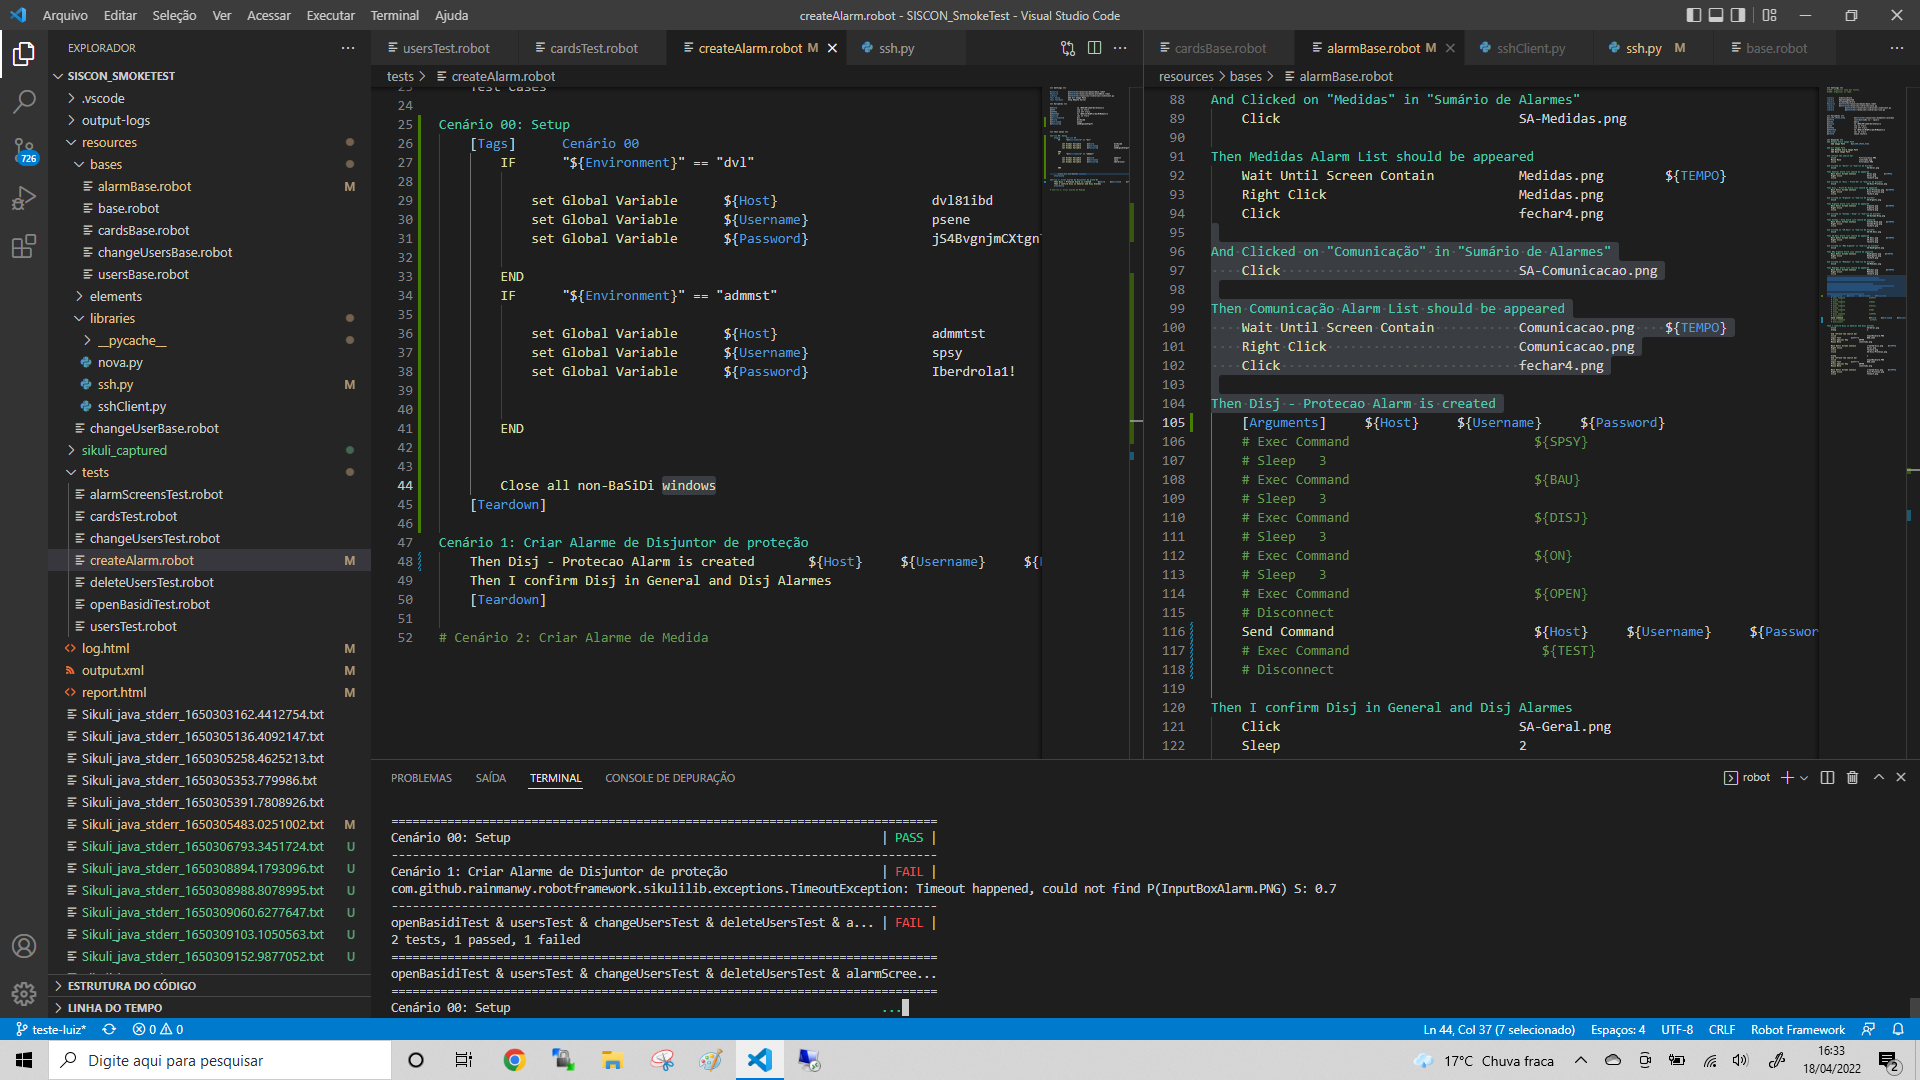 Arquivo Editar Seleção Ver Acessar Executar Terminal Ajuda
createAlarm.robot - SISCON_SmokeTest - Visual Studio Code
EXPLORADOR
SISCON_SMOKETEST
.vscode
output-logs
resources
bases
alarmBase.robot M
base.robot
cardsBase.robot
changeUsersBase.robot
usersBase.robot
elements
libraries
__pycache__
nova.py
ssh.py M
sshClient.py
changeUserBase.robot
sikuli_captured
tests
alarmScreensTest.robot
cardsTest.robot
changeUsersTest.robot
createAlarm.robot M
deleteUsersTest.robot
openBasidiTest.robot
usersTest.robot
log.html M
output.xml M
report.html M
Sikuli_java_stderr_1650303162.4412754.txt
Sikuli_java_stderr_1650305136.4092147.txt
Sikuli_java_stderr_1650305258.4625213.txt
Sikuli_java_stderr_1650305353.779986.txt
Sikuli_java_stderr_1650305391.7808926.txt
Sikuli_java_stderr_1650305483.0251002.txt M
Sikuli_java_stderr_1650306793.3451724.txt U
Sikuli_java_stderr_1650308894.1793096.txt U
Sikuli_java_stderr_1650308988.8078995.txt U
Sikuli_java_stderr_1650309060.6277647.txt U
Sikuli_java_stderr_1650309103.1050563.txt U
Sikuli_java_stderr_1650309152.9877052.txt U
ESTRUTURA DO CÓDIGO
LINHA DO TEMPO
726
usersTest.robot cardsTest.robot createAlarm.robot M ssh.py
tests > createAlarm.robot
Test Cases
24
25 Cenário 00: Setup
26 [Tags] Cenário 00
27 IF "${Environment}" == "dvl"
28
29 set Global Variable ${Host} dvl81ibd
30 set Global Variable ${Username} psene
31 set Global Variable ${Password} jS4BvgnjmCXtgn
32
33 END
34 IF "${Environment}" == "admmst"
35
36 set Global Variable ${Host} admmtst
37 set Global Variable ${Username} spsy
38 set Global Variable ${Password} Iberdrola1!
39
40
41 END
42
43
44 Close all non-BaSiDi windows
45 [Teardown]
46
47 Cenário 1: Criar Alarme de Disjuntor de proteção
48 Then Disj - Protecao Alarm is created ${Host} ${Username} ${
49 Then I confirm Disj in General and Disj Alarmes
50 [Teardown]
51
52 # Cenário 2: Criar Alarme de Medida
cardsBase.robot alarmBase.robot M sshClient.py ssh.py M base.robot
resources > bases > alarmBase.robot
88 And Clicked on "Medidas" in "Sumário de Alarmes"
89 Click SA-Medidas.png
90
91 Then Medidas Alarm List should be appeared
92 Wait Until Screen Contain Medidas.png ${TEMPO}
93 Right Click Medidas.png
94 Click fechar4.png
95
96 And Clicked on "Comunicação" in "Sumário de Alarmes"
97 Click SA-Comunicacao.png
98
99 Then Comunicação Alarm List should be appeared
100 Wait Until Screen Contain Comunicacao.png ${TEMPO}
101 Right Click Comunicacao.png
102 Click fechar4.png
103
104 Then Disj - Protecao Alarm is created
105 [Arguments] ${Host} ${Username} ${Password}
106 # Exec Command ${SPSY}
107 # Sleep 3
108 # Exec Command ${BAU}
109 # Sleep 3
110 # Exec Command ${DISJ}
111 # Sleep 3
112 # Exec Command ${ON}
113 # Sleep 3
114 # Exec Command ${OPEN}
115 # Disconnect
116 Send Command ${Host} ${Username} ${Passwor
117 # Exec Command ${TEST}
118 # Disconnect
119
120 Then I confirm Disj in General and Disj Alarmes
121 Click SA-Geral.png
122 Sleep 2
PROBLEMAS SAÍDA TERMINAL CONSOLE DE DEPURAÇÃO robot
==============================================================================
Cenário 00: Setup | PASS |
------------------------------------------------------------------------------
Cenário 1: Criar Alarme de Disjuntor de proteção | FAIL |
com.github.rainmanwy.robotframework.sikulilib.exceptions.TimeoutException: Timeout happened, could not find P(InputBoxAlarm.PNG) S: 0.7
------------------------------------------------------------------------------
openBasidiTest & usersTest & changeUsersTest & deleteUsersTest & a... | FAIL |
2 tests, 1 passed, 1 failed
==============================================================================
openBasidiTest & usersTest & changeUsersTest & deleteUsersTest & alarmScree...
==============================================================================
Cenário 00: Setup ...
teste-luiz* 0 0 Ln 44, Col 37 (7 selecionado) Espaços: 4 UTF-8 CRLF Robot Framework
Digite aqui para pesquisar
17°C Chuva fraca
16:33
18/04/2022
2